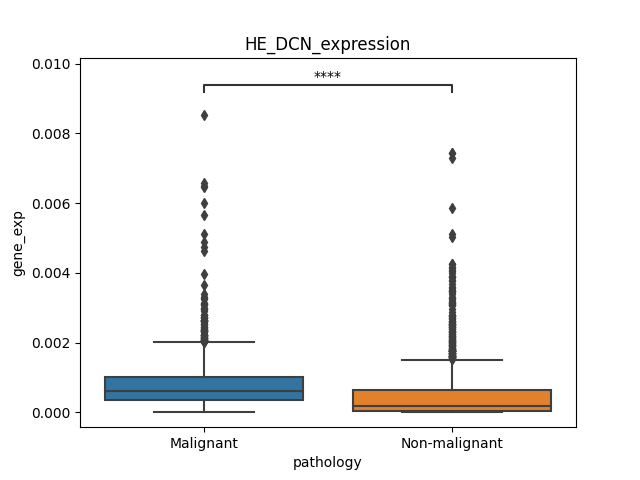 HE_DCN_expression
****
gene_exp
0.010
0.008
0.006
0.004
0.002
0.000
Malignant
Non-malignant
pathology